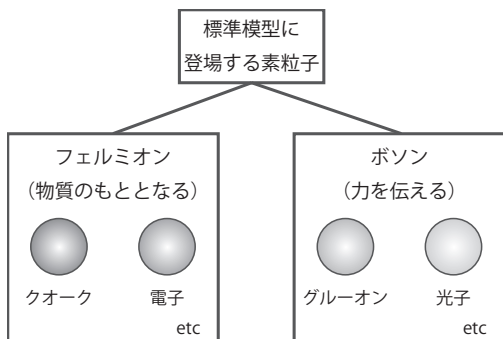 標準模型に
登場する素粒子
フェルミオン
（物質のもととなる）
クオーク
電子
etc
ボソン
（力を伝える）
グルーオン
光子
etc